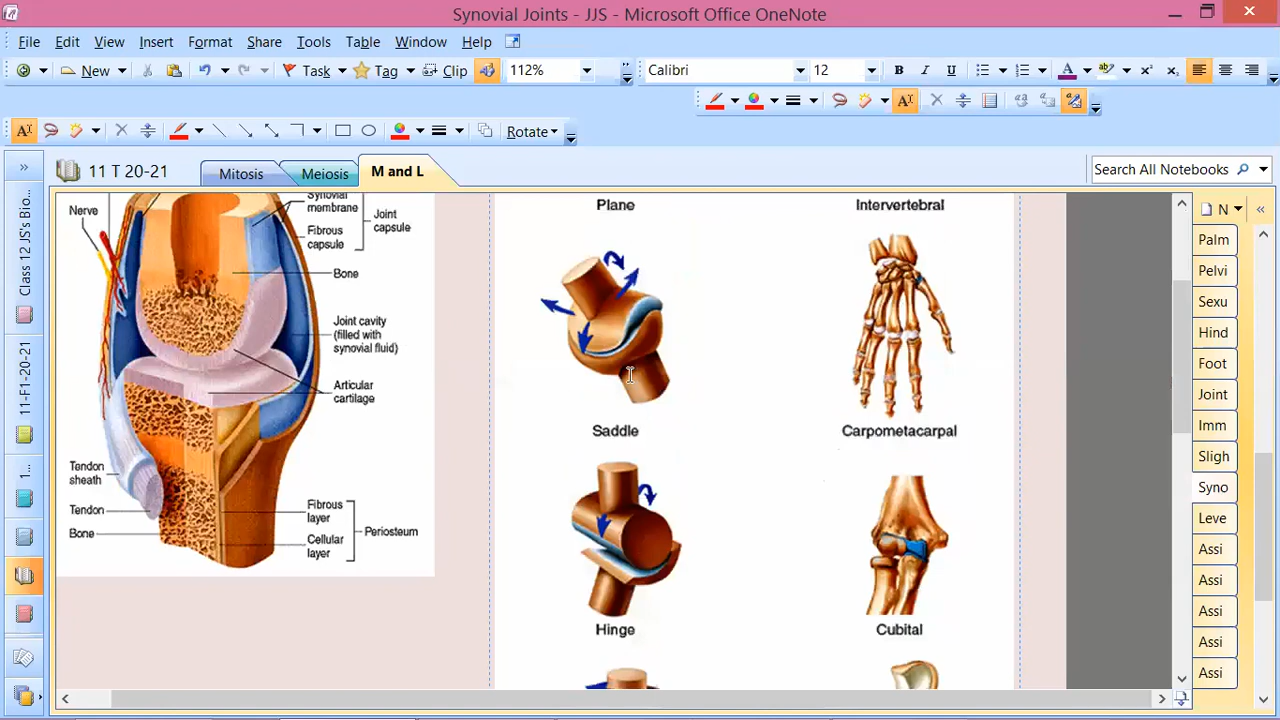 Synovial Joints - JJS - Microsoft Office OneNote
File Edit View Insert Format Share Tools Table Window Help
New Task Tag Clip 112% Calibri 12 B I U A
Rotate
11 T 20-21 Mitosis Meiosis M and L Search All Notebooks
N
Class 12 JJS Bio...
11-F1-20-21
1...
Nerve
Synovial
membrane
Fibrous
capsule
Joint
capsule
Bone
Joint cavity
(filled with
synovial fluid)
Articular
cartilage
Tendon
sheath
Tendon
Bone
Fibrous
layer
Cellular
layer
Periosteum
Plane Intervertebral
Saddle Carpometacarpal
Hinge Cubital
Palm
Pelvi
Sexu
Hind
Foot
Joint
Imm
Sligh
Syno
Leve
Assi
Assi
Assi
Assi
Assi